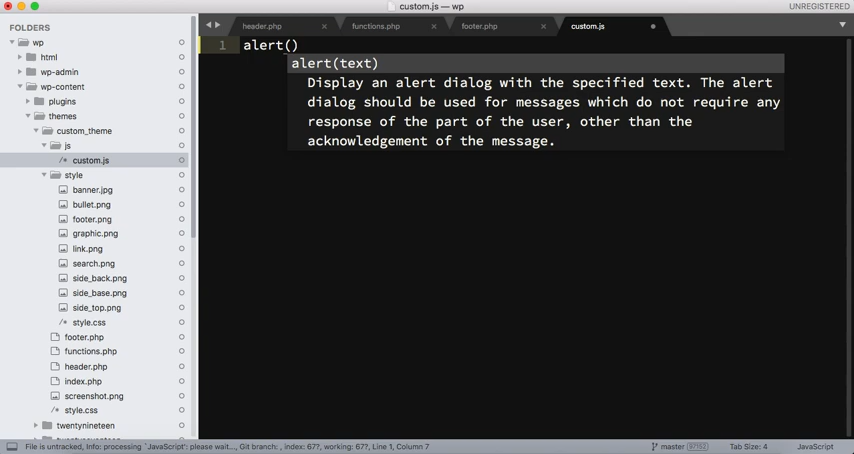 custom.js — wp
UNREGISTERED
FOLDERS
wp
html
wp-admin
wp-content
plugins
themes
custom_theme
js
/* custom.js
style
banner.jpg
bullet.png
footer.png
graphic.png
link.png
search.png
side_back.png
side_base.png
side_top.png
/* style.css
footer.php
functions.php
header.php
index.php
screenshot.png
/* style.css
twentynineteen
header.php
functions.php
footer.php
custom.js
1 alert()
alert(text)
Display an alert dialog with the specified text. The alert
dialog should be used for messages which do not require any
response of the part of the user, other than the
acknowledgement of the message.
File is untracked, Info: processing `JavaScript': please wait..., Git branch: , index: 67?, working: 67?, Line 1, Column 7
master
Tab Size: 4
JavaScript